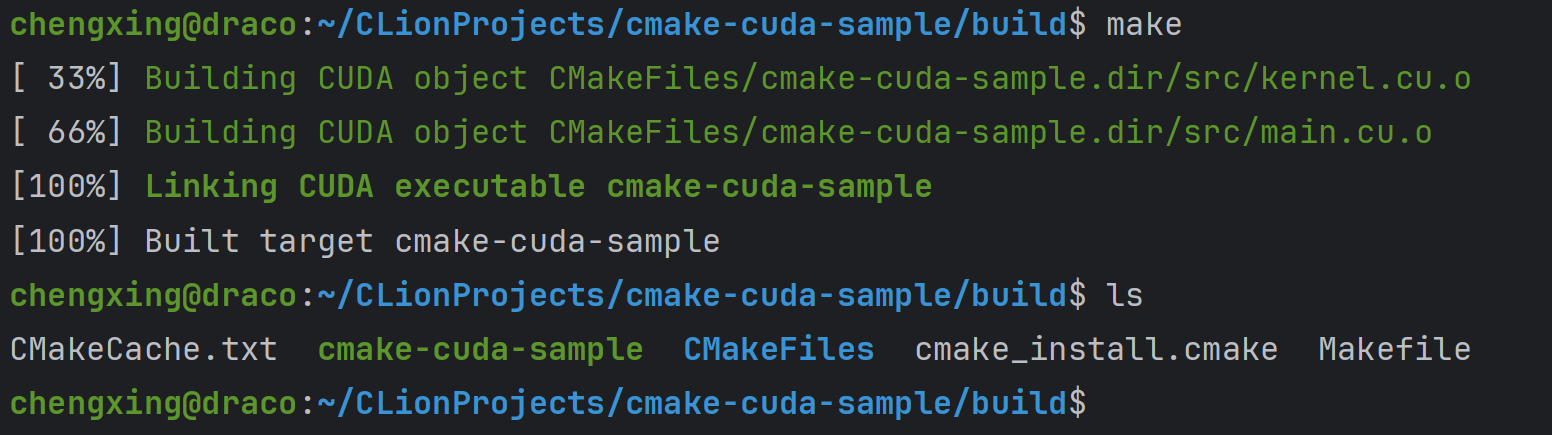 chengxing@draco:~/CLionProjects/cmake-cuda-sample/build$ make
[ 33%] Building CUDA object CMakeFiles/cmake-cuda-sample.dir/src/kernel.cu.o
[ 66%] Building CUDA object CMakeFiles/cmake-cuda-sample.dir/src/main.cu.o
[100%] Linking CUDA executable cmake-cuda-sample
[100%] Built target cmake-cuda-sample
chengxing@draco:~/CLionProjects/cmake-cuda-sample/build$ ls
CMakeCache.txt  cmake-cuda-sample  CMakeFiles  cmake_install.cmake  Makefile
chengxing@draco:~/CLionProjects/cmake-cuda-sample/build$